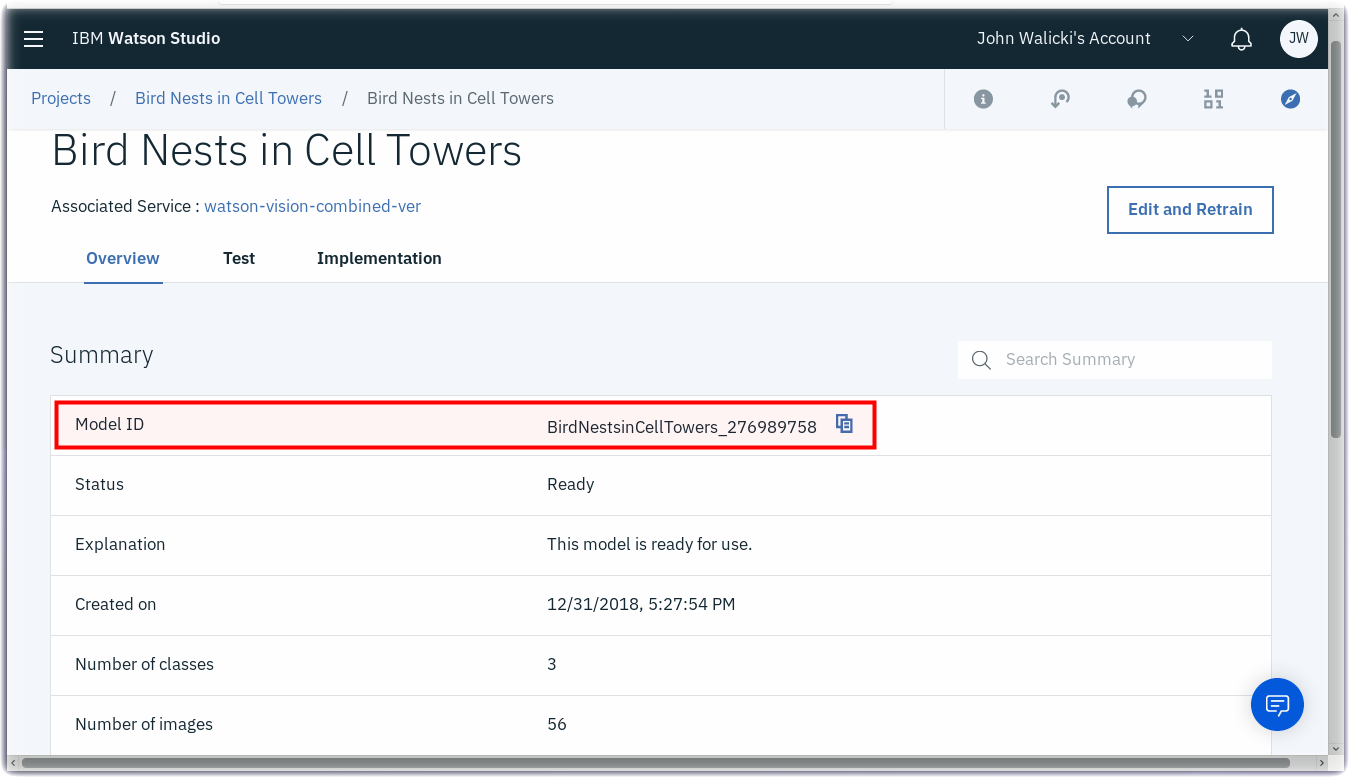 IBM Watson Studio
John Walicki's Account
JW
Projects / Bird Nests in Cell Towers / Bird Nests in Cell Towers
Bird Nests in Cell Towers
Associated Service : watson-vision-combined-ver
Edit and Retrain
Overview Test Implementation
Summary
Search Summary
Model ID BirdNestsinCellTowers_276989758
Status Ready
Explanation This model is ready for use.
Created on 12/31/2018, 5:27:54 PM
Number of classes 3
Number of images 56